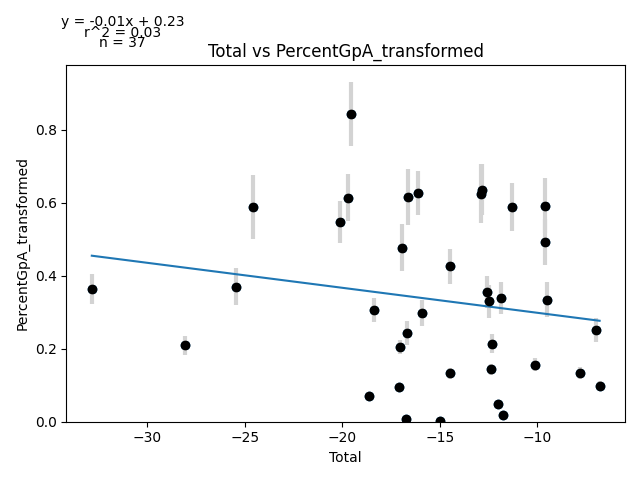 y = -0.01x + 0.23
r^2 = 0.03
n = 37
Total vs PercentGpA_transformed
PercentGpA_transformed
0.8
0.6
0.4
0.2
0.0
−30
−25
−20
−15
−10
Total